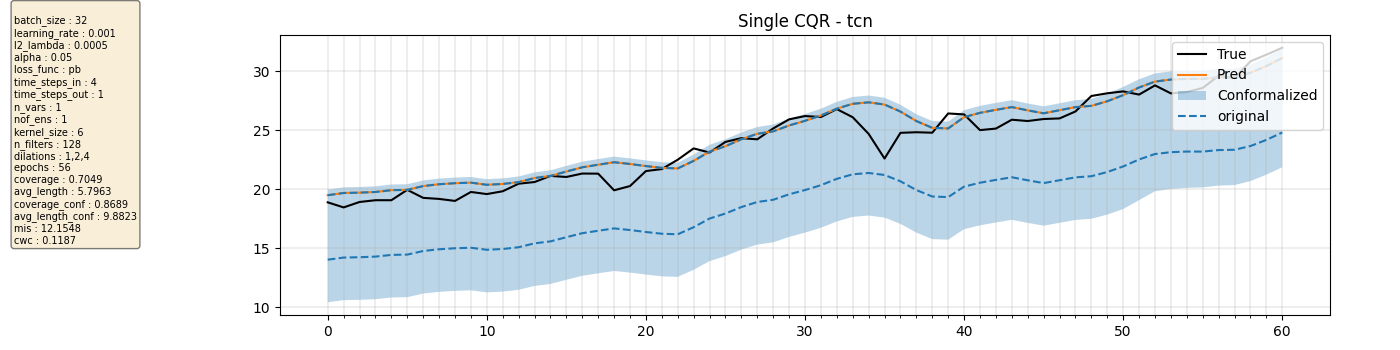 batch_size : 32
learning_rate : 0.001
l2_lambda : 0.0005
alpha : 0.05
loss_func : pb
time_steps_in : 4
time_steps_out : 1
n_vars : 1
nof_ens : 1
kernel_size : 6
n_filters : 128
dilations : 1,2,4
epochs : 56
coverage : 0.7049
avg_length : 5.7963
coverage_conf : 0.8689
avg_length_conf : 9.8823
mis : 12.1548
cwc : 0.1187
Single CQR - tcn
True
Pred
Conformalized
original
30
25
20
15
10
0 10 20 30 40 50 60